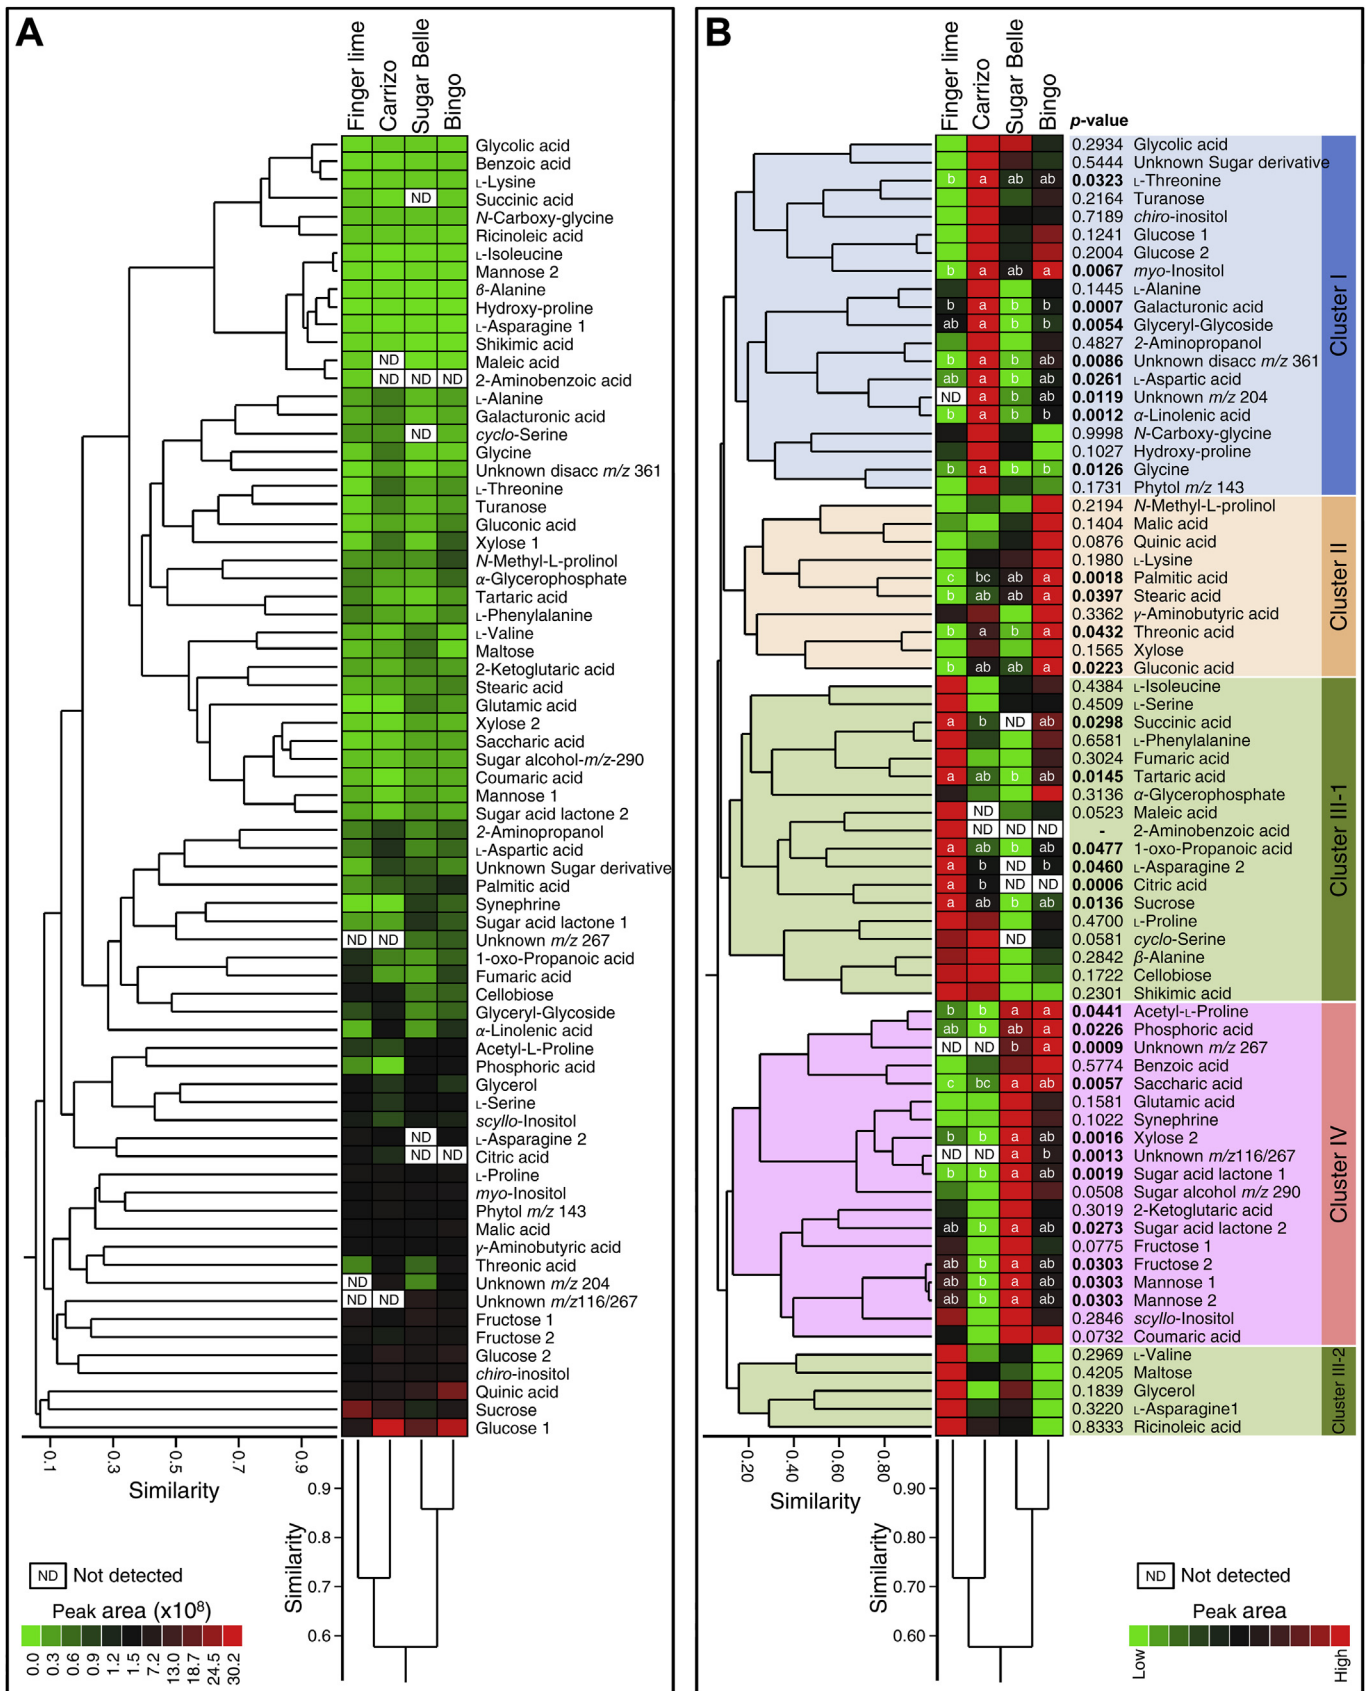 A
Finger lime
Carrizo
Sugar Belle
Bingo
Glycolic acid
Benzoic acid
L-Lysine
ND Succinic acid
N-Carboxy-glycine
Ricinoleic acid
L-Isoleucine
Mannose 2
β-Alanine
Hydroxy-proline
L-Asparagine 1
Shikimic acid
ND Maleic acid
ND ND ND 2-Aminobenzoic acid
L-Alanine
Galacturonic acid
ND cyclo-Serine
Glycine
Unknown disacc m/z 361
L-Threonine
Turanose
Gluconic acid
Xylose 1
N-Methyl-L-prolinol
α-Glycerophosphate
Tartaric acid
L-Phenylalanine
L-Valine
Maltose
2-Ketoglutaric acid
Stearic acid
Glutamic acid
Xylose 2
Saccharic acid
Sugar alcohol-m/z-290
Coumaric acid
Mannose 1
Sugar acid lactone 2
2-Aminopropanol
L-Aspartic acid
Unknown Sugar derivative
Palmitic acid
Synephrine
Sugar acid lactone 1
ND ND Unknown m/z 267
1-oxo-Propanoic acid
Fumaric acid
Cellobiose
Glyceryl-Glycoside
α-Linolenic acid
Acetyl-L-Proline
Phosphoric acid
Glycerol
L-Serine
scyllo-Inositol
ND L-Asparagine 2
ND ND Citric acid
L-Proline
myo-Inositol
Phytol m/z 143
Malic acid
γ-Aminobutyric acid
Threonic acid
ND Unknown m/z 204
ND ND Unknown m/z116/267
Fructose 1
Fructose 2
Glucose 2
chiro-inositol
Quinic acid
Sucrose
Glucose 1
0.1 0.3 0.5 0.7 0.9
Similarity
0.9
0.8
0.7
0.6
Similarity
ND Not detected
Peak area (x10⁸)
0.0 0.3 0.6 0.9 1.2 1.5 7.2 13.0 18.7 24.5 30.2
B
Finger lime
Carrizo
Sugar Belle
Bingo
p-value
0.2934 Glycolic acid
0.5444 Unknown Sugar derivative
b a ab ab 0.0323 L-Threonine
0.2164 Turanose
0.7189 chiro-inositol
0.1241 Glucose 1
0.2004 Glucose 2
b a ab a 0.0067 myo-Inositol
0.1445 L-Alanine
b a b b 0.0007 Galacturonic acid
ab a b b 0.0054 Glyceryl-Glycoside
0.4827 2-Aminopropanol
b a b ab 0.0086 Unknown disacc m/z 361
ab a b ab 0.0261 L-Aspartic acid
ND a b ab 0.0119 Unknown m/z 204
b a b b 0.0012 α-Linolenic acid
0.9998 N-Carboxy-glycine
0.1027 Hydroxy-proline
b a b b 0.0126 Glycine
0.1731 Phytol m/z 143
Cluster I
0.2194 N-Methyl-L-prolinol
0.1404 Malic acid
0.0876 Quinic acid
0.1980 L-Lysine
c bc ab a 0.0018 Palmitic acid
b ab ab a 0.0397 Stearic acid
0.3362 γ-Aminobutyric acid
b a b a 0.0432 Threonic acid
0.1565 Xylose
b ab ab a 0.0223 Gluconic acid
Cluster II
0.4384 L-Isoleucine
0.4509 L-Serine
a b ND ab 0.0298 Succinic acid
0.6581 L-Phenylalanine
0.3024 Fumaric acid
a ab b ab 0.0145 Tartaric acid
0.3136 α-Glycerophosphate
ND 0.0523 Maleic acid
ND ND ND - 2-Aminobenzoic acid
a ab b ab 0.0477 1-oxo-Propanoic acid
a b ND b 0.0460 L-Asparagine 2
a b ND ND 0.0006 Citric acid
a ab b ab 0.0136 Sucrose
0.4700 L-Proline
ND 0.0581 cyclo-Serine
0.2842 β-Alanine
0.1722 Cellobiose
0.2301 Shikimic acid
Cluster III-1
b b a a 0.0441 Acetyl-L-Proline
ab b ab a 0.0226 Phosphoric acid
ND ND b a 0.0009 Unknown m/z 267
0.5774 Benzoic acid
c bc a ab 0.0057 Saccharic acid
0.1581 Glutamic acid
0.1022 Synephrine
b b a ab 0.0016 Xylose 2
ND ND a b 0.0013 Unknown m/z116/267
b b a ab 0.0019 Sugar acid lactone 1
0.0508 Sugar alcohol m/z 290
0.3019 2-Ketoglutaric acid
ab b a ab 0.0273 Sugar acid lactone 2
0.0775 Fructose 1
ab b a ab 0.0303 Fructose 2
ab b a ab 0.0303 Mannose 1
ab b a ab 0.0303 Mannose 2
0.2846 scyllo-Inositol
0.0732 Coumaric acid
Cluster IV
0.2969 L-Valine
0.4205 Maltose
0.1839 Glycerol
0.3220 L-Asparagine1
0.8333 Ricinoleic acid
Cluster III-2
0.20 0.40 0.60 0.80
Similarity
0.90
0.80
0.70
0.60
Similarity
ND Not detected
Peak area
Low
High